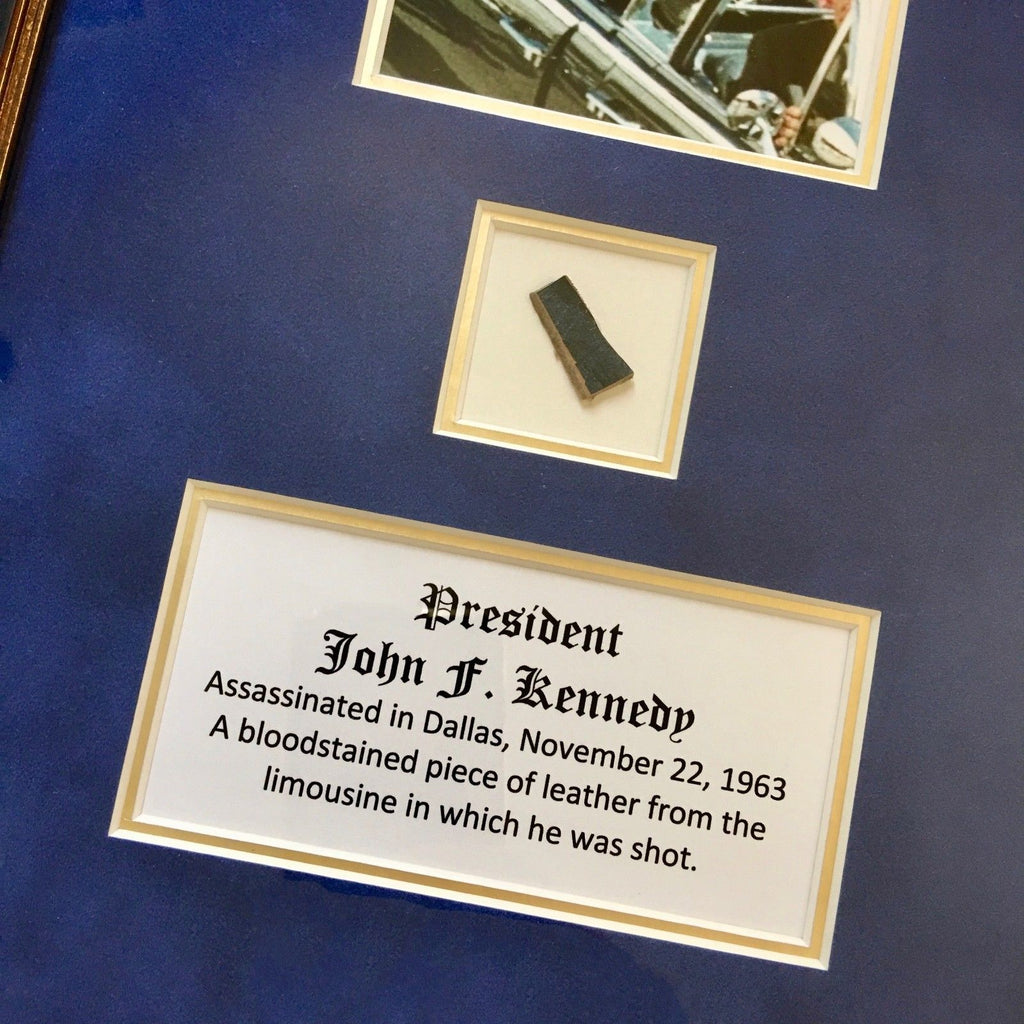 President
John F. Kennedy
Assassinated in Dallas, November 22, 1963
A bloodstained piece of leather from the
limousine in which he was shot.